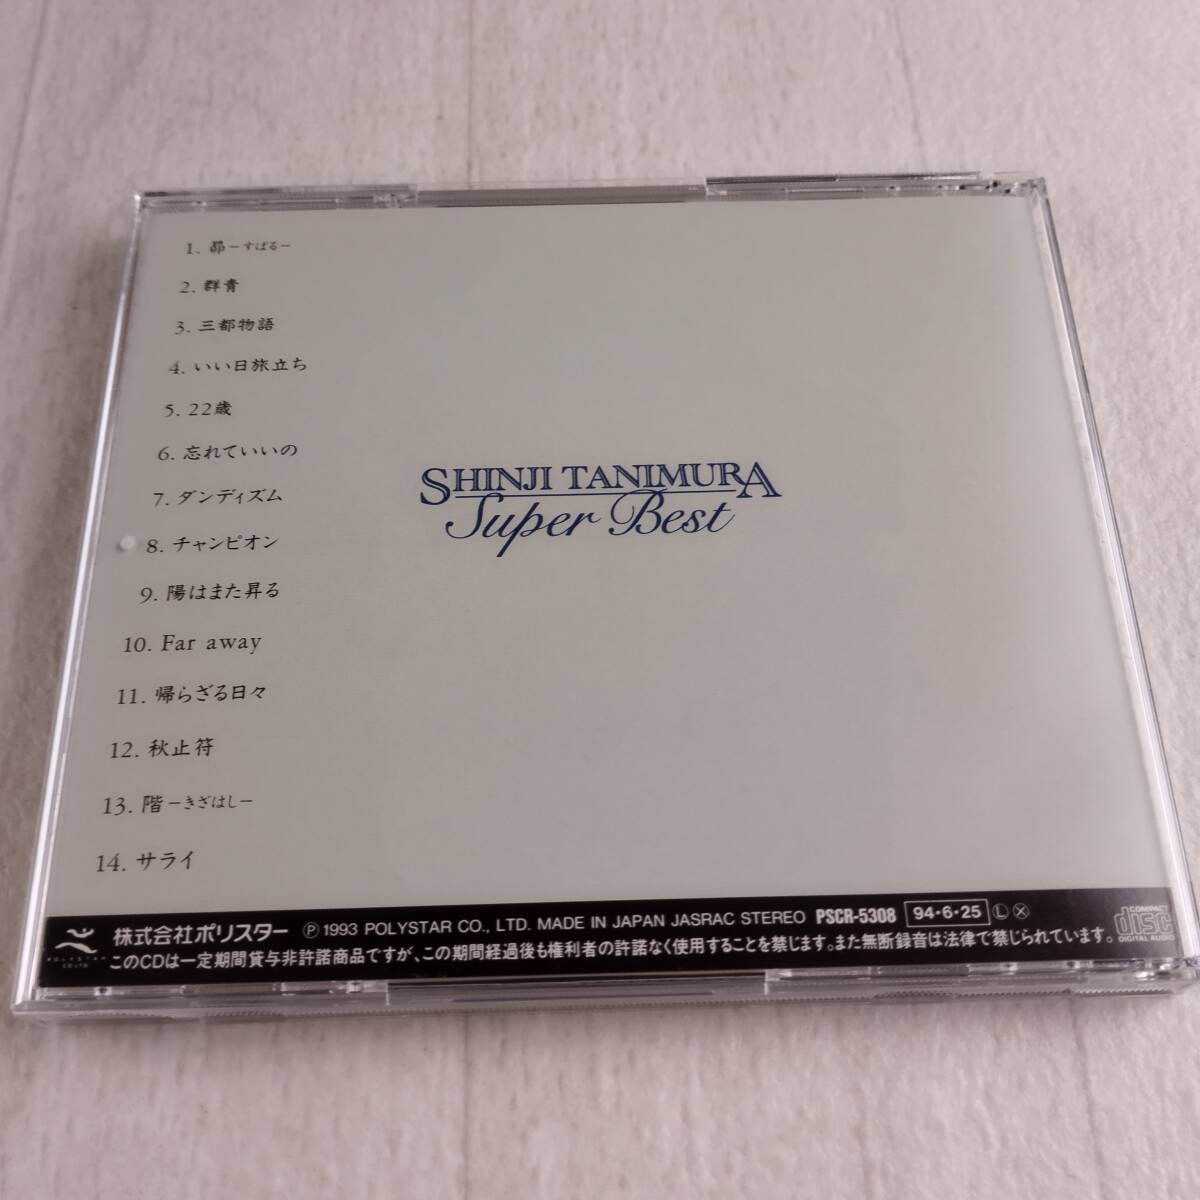 1. 昴－すばる－
2. 群青
3. 三都物語
4. いい日旅立ち
5. 22歳
6. 忘れていいの
7. ダンディズム
8. チャンピオン
9. 陽はまた昇る
10. Far away
11. 帰らざる日々
12. 秋止符
13. 階－きざはし－
14. サライ
SHINJI TANIMURA
Super Best
株式会社ポリスター Ⓟ1993 POLYSTAR CO., LTD. MADE IN JAPAN JASRAC STEREO PSCR-5308 94・6・25 Ⓛ Ⓧ
このCDは一定期間貸与非許諾商品ですが、この期間経過後も権利者の許諾なく使用することを禁じます。また無断録音は法律で禁じられています。
POLYSTAR
CO.LTD.
COMPACT
disc
DIGITAL AUDIO